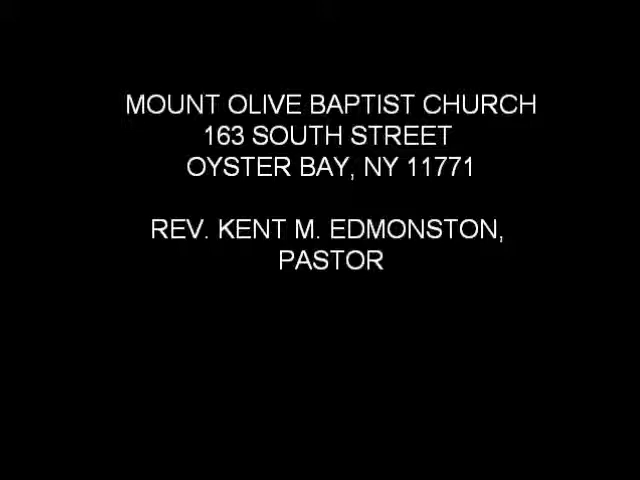 MOUNT OLIVE BAPTIST CHURCH
163 SOUTH STREET
OYSTER BAY, NY 11771
REV. KENT M. EDMONSTON,
PASTOR